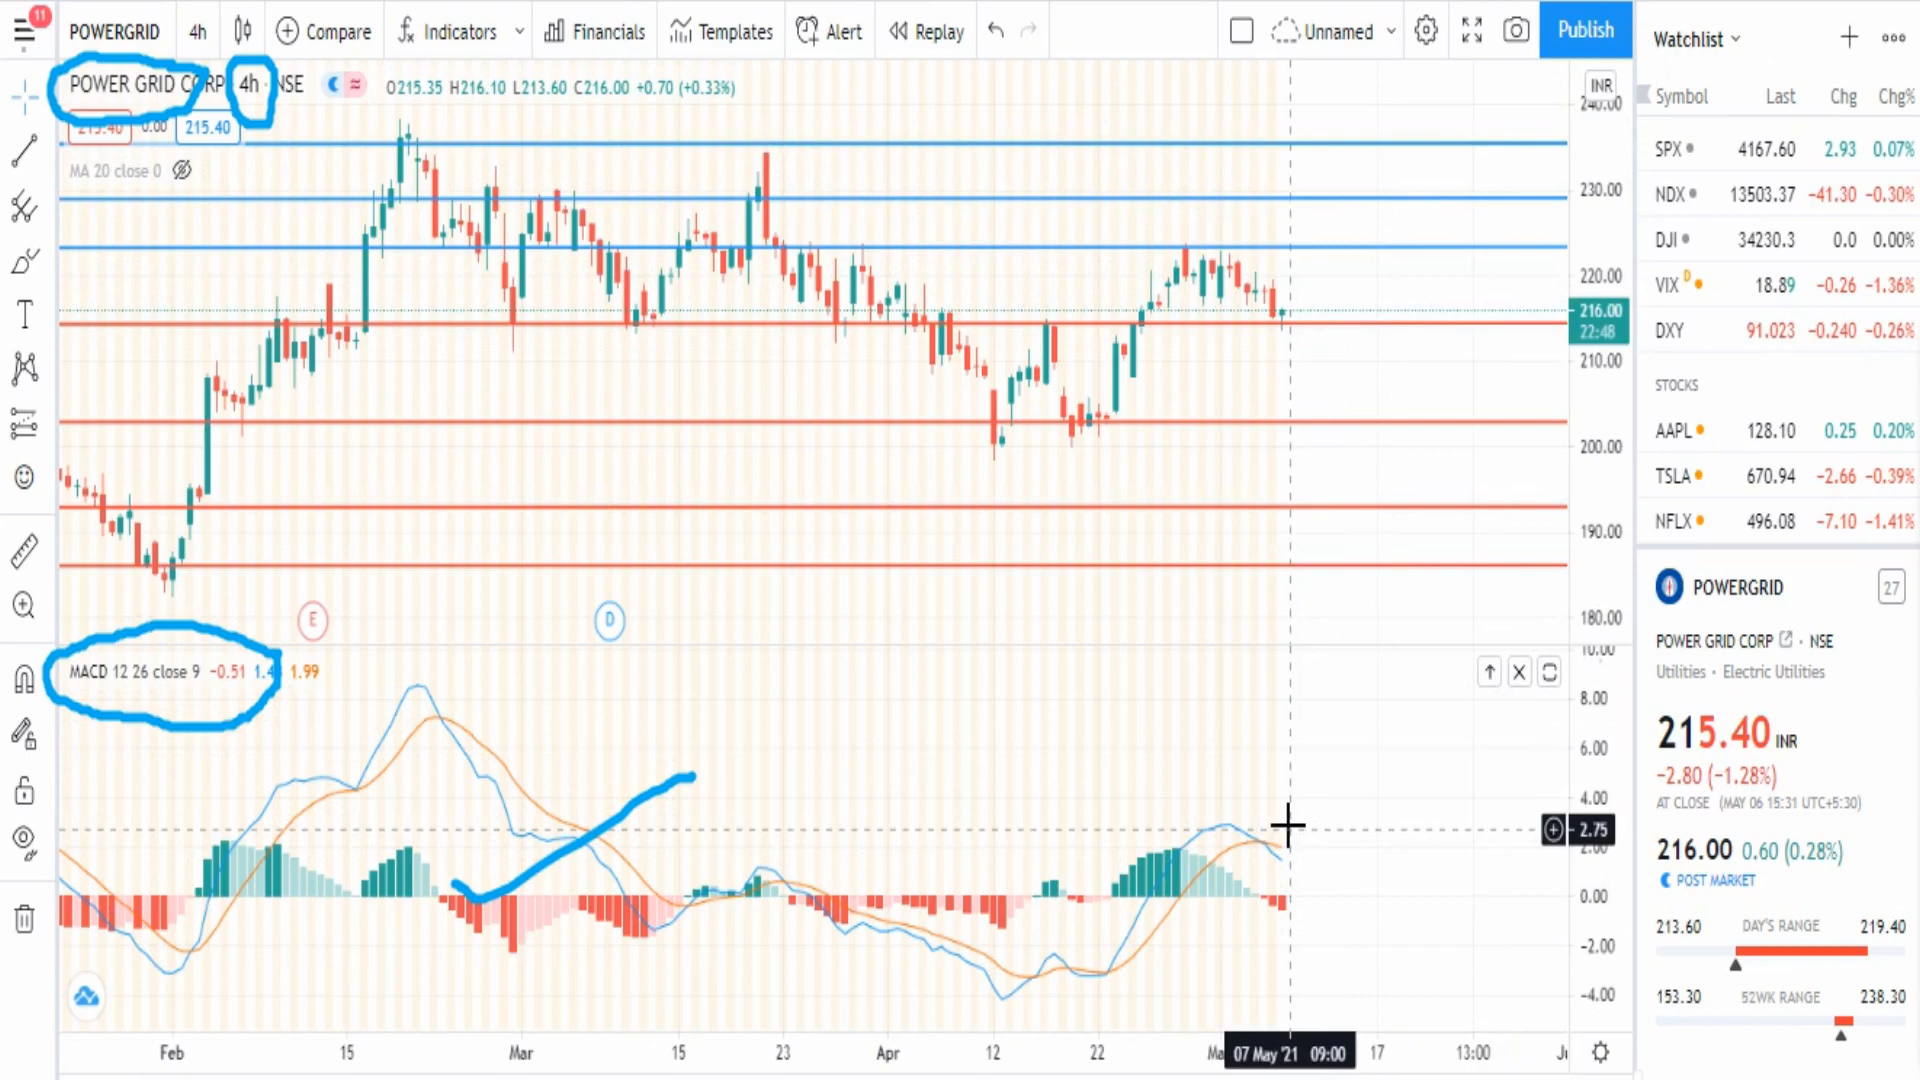 11
POWERGRID 4h Compare Indicators Financials Templates Alert Replay Unnamed Publish
POWER GRID CORP 4h · NSE O215.35 H216.10 L213.60 C216.00 +0.70 (+0.33%)
215.40 0.00 215.40
MA 20 close 0
INR
240.00
230.00
220.00
216.00
22:48
210.00
200.00
190.00
180.00
E D
MACD 12 26 close 9 −0.51 1.99
10.00
8.00
6.00
4.00
2.75
2.00
0.00
−2.00
−4.00
Feb 15 Mar 15 23 Apr 12 22 07 May '21 09:00 17 13:00
Watchlist
Symbol Last Chg Chg%
SPX 4167.60 2.93 0.07%
NDX 13503.37 −41.30 −0.30%
DJI 34230.3 0.0 0.00%
VIX D 18.89 −0.26 −1.36%
DXY 91.023 −0.240 −0.26%
STOCKS
AAPL 128.10 0.25 0.20%
TSLA 670.94 −2.66 −0.39%
NFLX 496.08 −7.10 −1.41%
POWERGRID 27
POWER GRID CORP · NSE
Utilities · Electric Utilities
215.40 INR
−2.80 (−1.28%)
AT CLOSE (MAY 06 15:31 UTC+5:30)
216.00 0.60 (0.28%)
POST MARKET
213.60 DAY'S RANGE 219.40
153.30 52WK RANGE 238.30